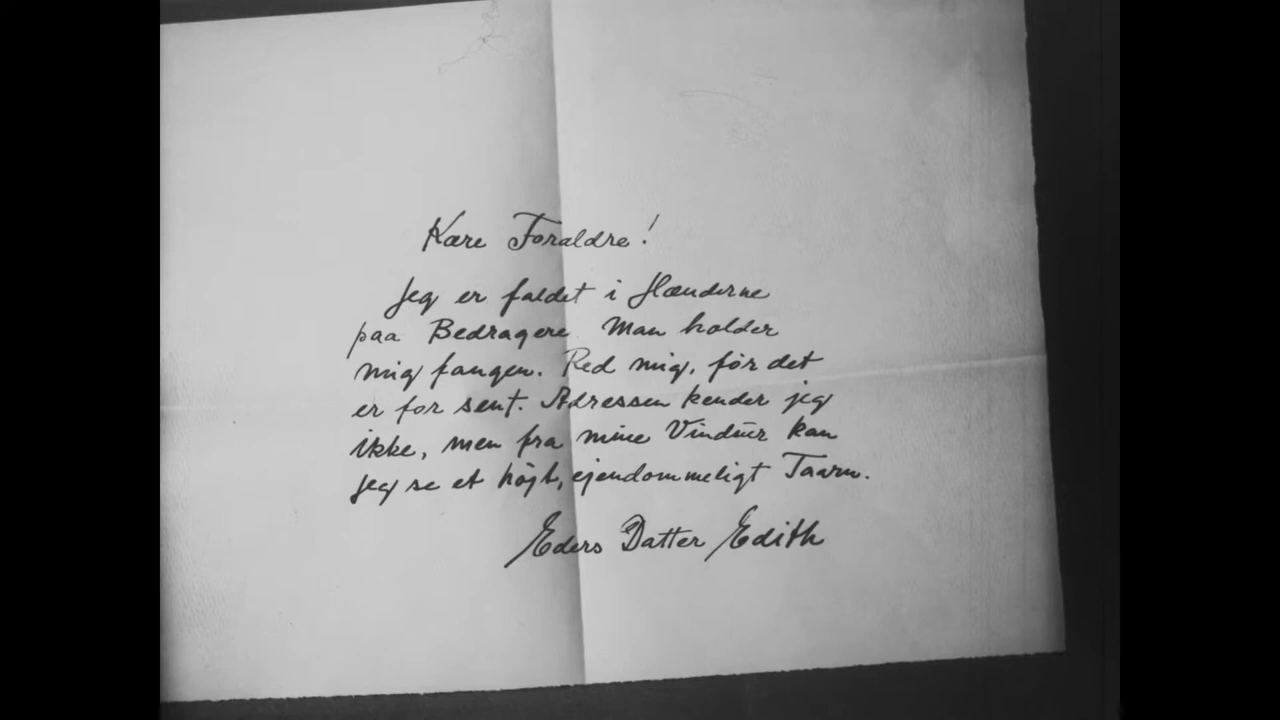 Kære Forældre!
Jeg er faldet i Hænderne
paa Bedragere Man holder
mig fangen. Red mig, før det
er for sent. Adressen kender jeg
ikke, men fra mine Vinduer kan
jeg se et højt, ejendommeligt Taarn.
Eders Datter Edith